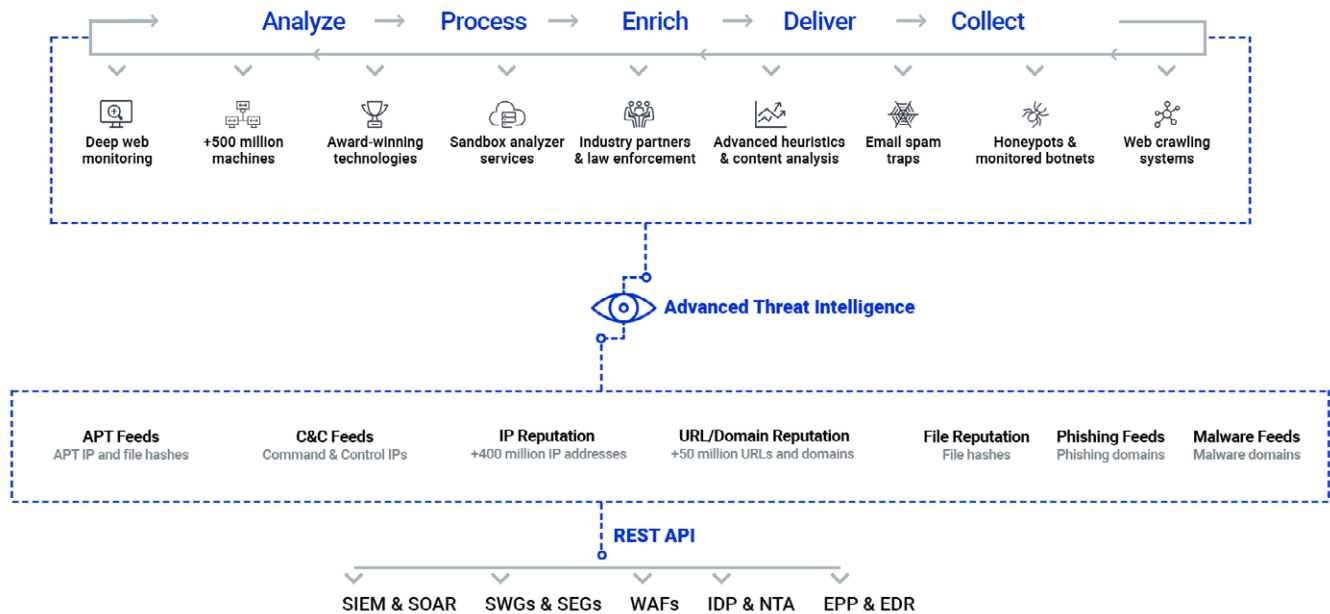 Analyze Process Enrich Deliver Collect
Deep web
monitoring
+500 million
machines
Award-winning
technologies
Sandbox analyzer
services
Industry partners
& law enforcement
Advanced heuristics
& content analysis
Email spam
traps
Honeypots &
monitored botnets
Web crawling
systems
Advanced Threat Intelligence
APT Feeds
APT IP and file hashes
C&C Feeds
Command & Control IPs
IP Reputation
+400 million IP addresses
URL/Domain Reputation
+50 million URLs and domains
File Reputation
File hashes
Phishing Feeds
Phishing domains
Malware Feeds
Malware domains
REST API
SIEM & SOAR SWGs & SEGs WAFs IDP & NTA EPP & EDR